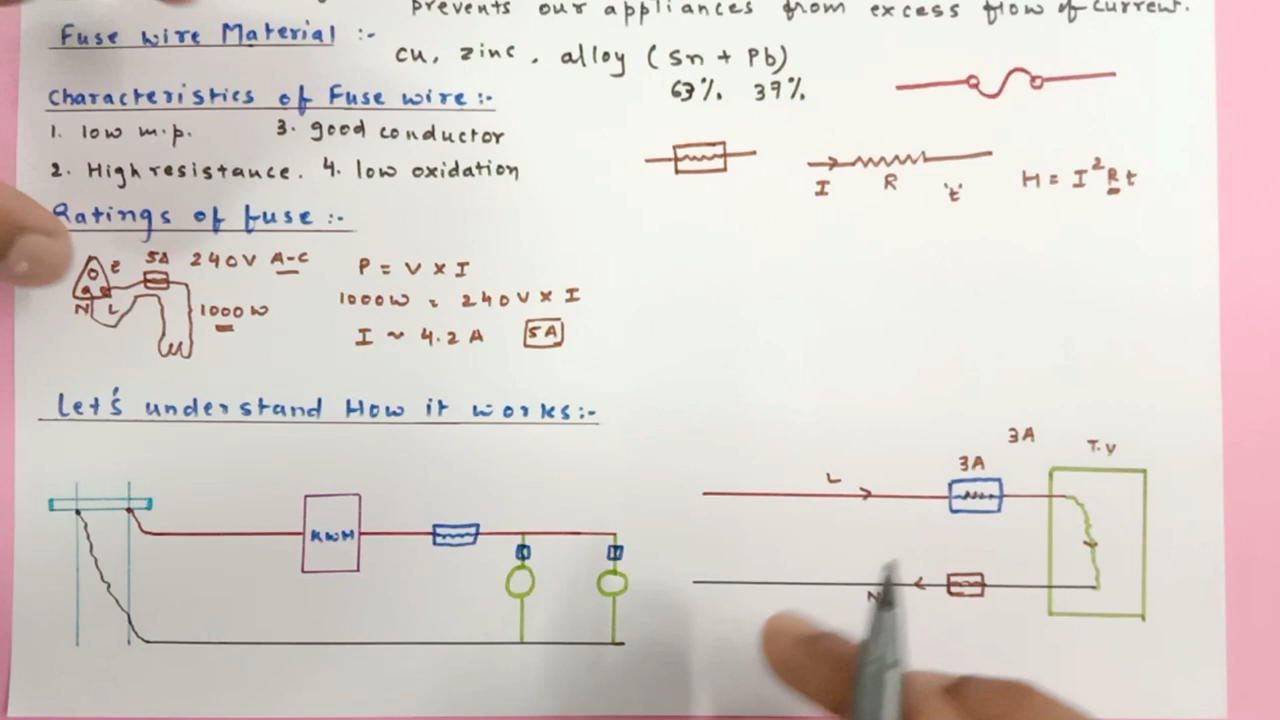 prevents our appliances from excess flow of current.
Fuse wire Material :-
Cu, zinc, alloy (Sn + Pb)
63% 37%
Characteristics of Fuse wire:-
1. low m.p. 3. good conductor
2. High resistance. 4. low oxidation
I R 't' H = I²Rt
Ratings of fuse :-
E 5A 240V A-C
N L 1000W
P = V × I
1000W = 240V × I
I ~ 4.2 A 5A
Let's understand How it works:-
KWH
3A T.V
L 3A
N